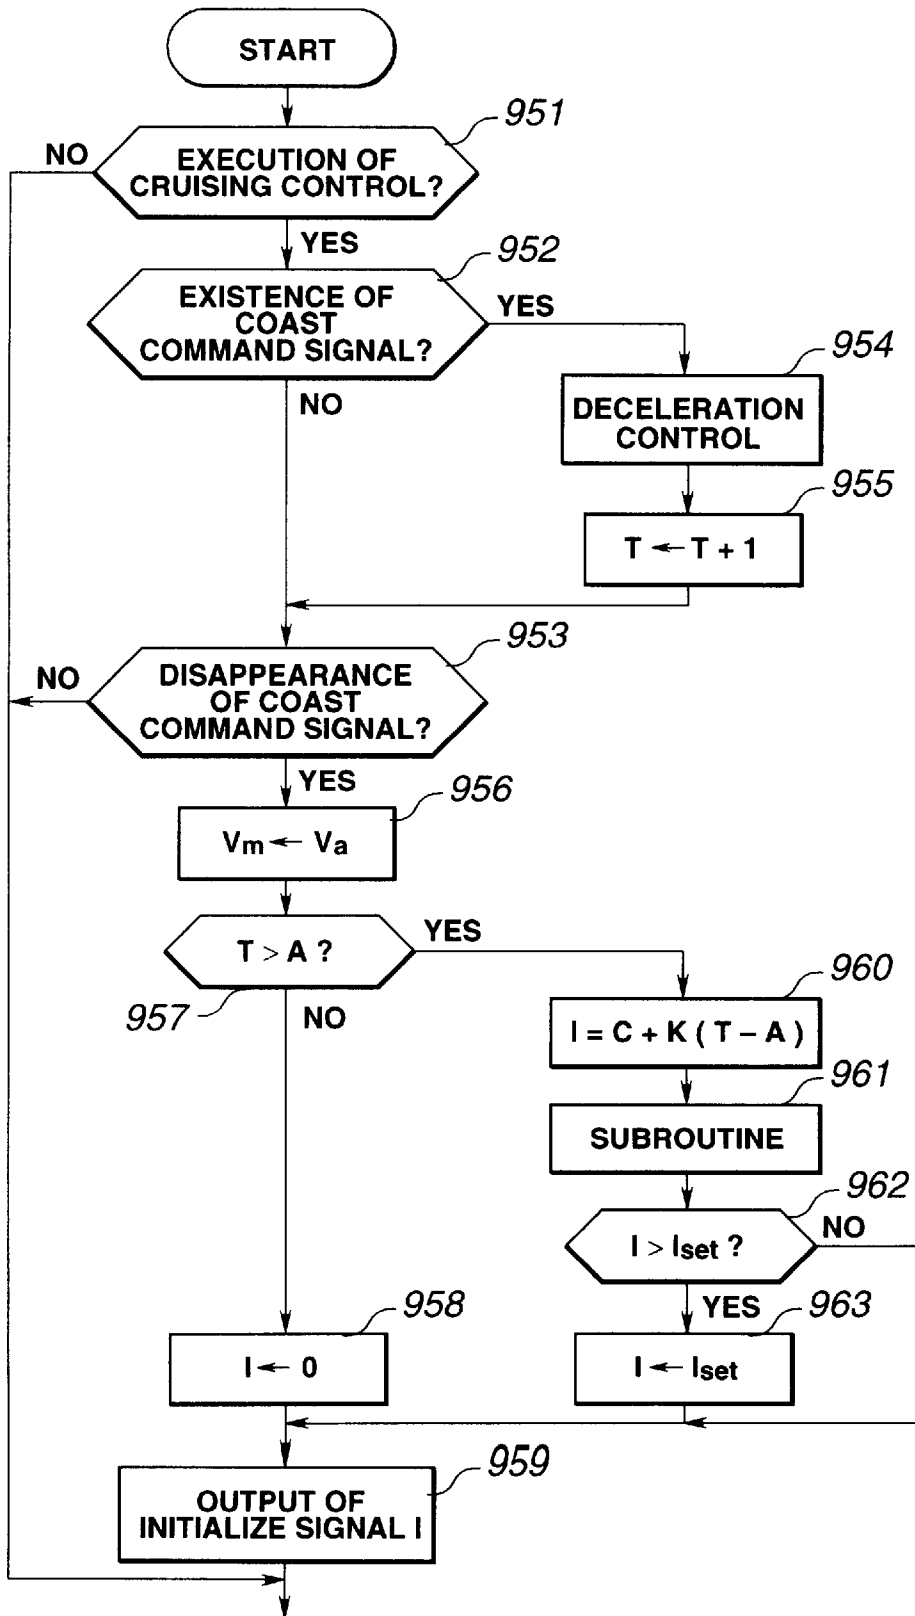 START
951
NO
EXECUTION OF
CRUISING CONTROL?
YES
952
EXISTENCE OF
COAST
COMMAND SIGNAL?
YES
NO
954
DECELERATION
CONTROL
955
T ← T + 1
953
NO
DISAPPEARANCE
OF COAST
COMMAND SIGNAL?
YES
956
Vm ← Va
T > A ?
YES
957
NO
960
I = C + K ( T – A )
961
SUBROUTINE
962
I > Iset ?
NO
YES
958
963
I ← 0
I ← Iset
959
OUTPUT OF
INITIALIZE SIGNAL I